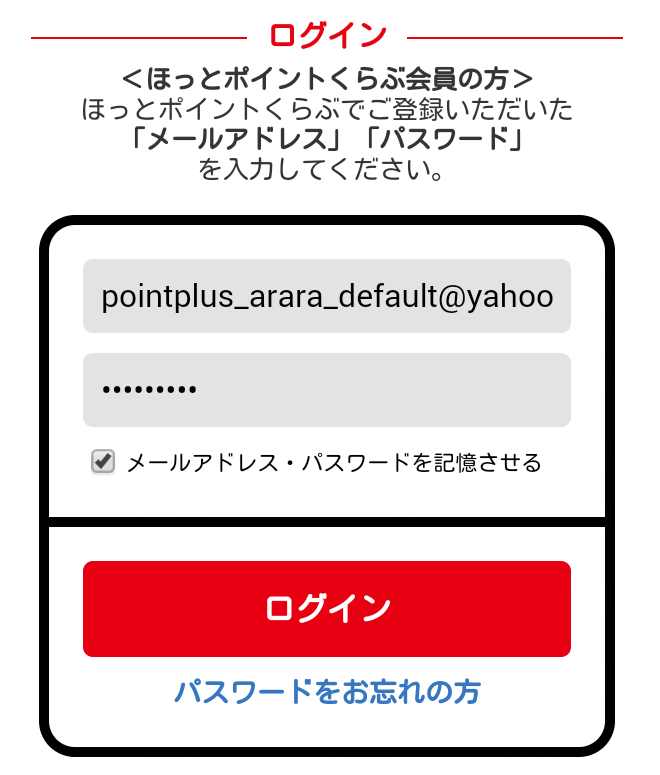 ログイン
＜ほっとポイントくらぶ会員の方＞
ほっとポイントくらぶでご登録いただいた
「メールアドレス」「パスワード」
を入力してください。
pointplus_arara_default@yahoo
•••••••••
メールアドレス・パスワードを記憶させる
ログイン
パスワードをお忘れの方